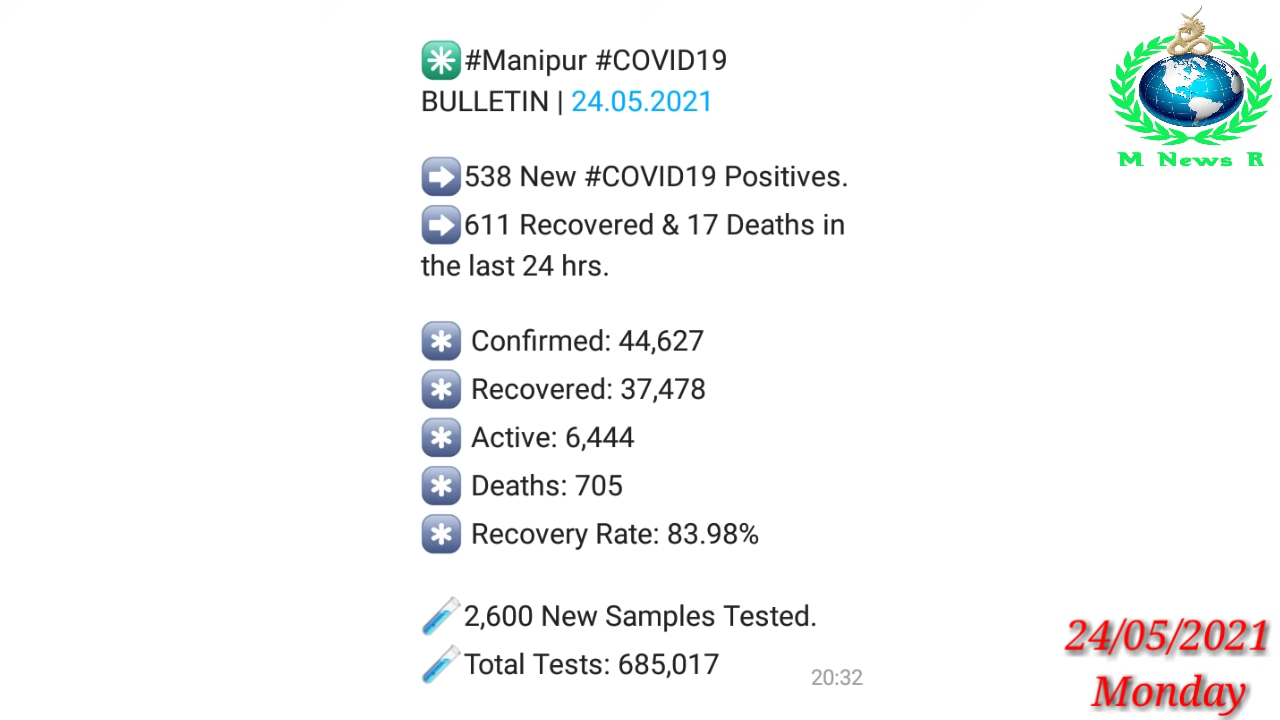 ✳️#Manipur #COVID19
BULLETIN | 24.05.2021
➡️538 New #COVID19 Positives.
➡️611 Recovered & 17 Deaths in
the last 24 hrs.
*️⃣ Confirmed: 44,627
*️⃣ Recovered: 37,478
*️⃣ Active: 6,444
*️⃣ Deaths: 705
*️⃣ Recovery Rate: 83.98%
🧪2,600 New Samples Tested.
🧪Total Tests: 685,017
20:32
M News R
24/05/2021
Monday